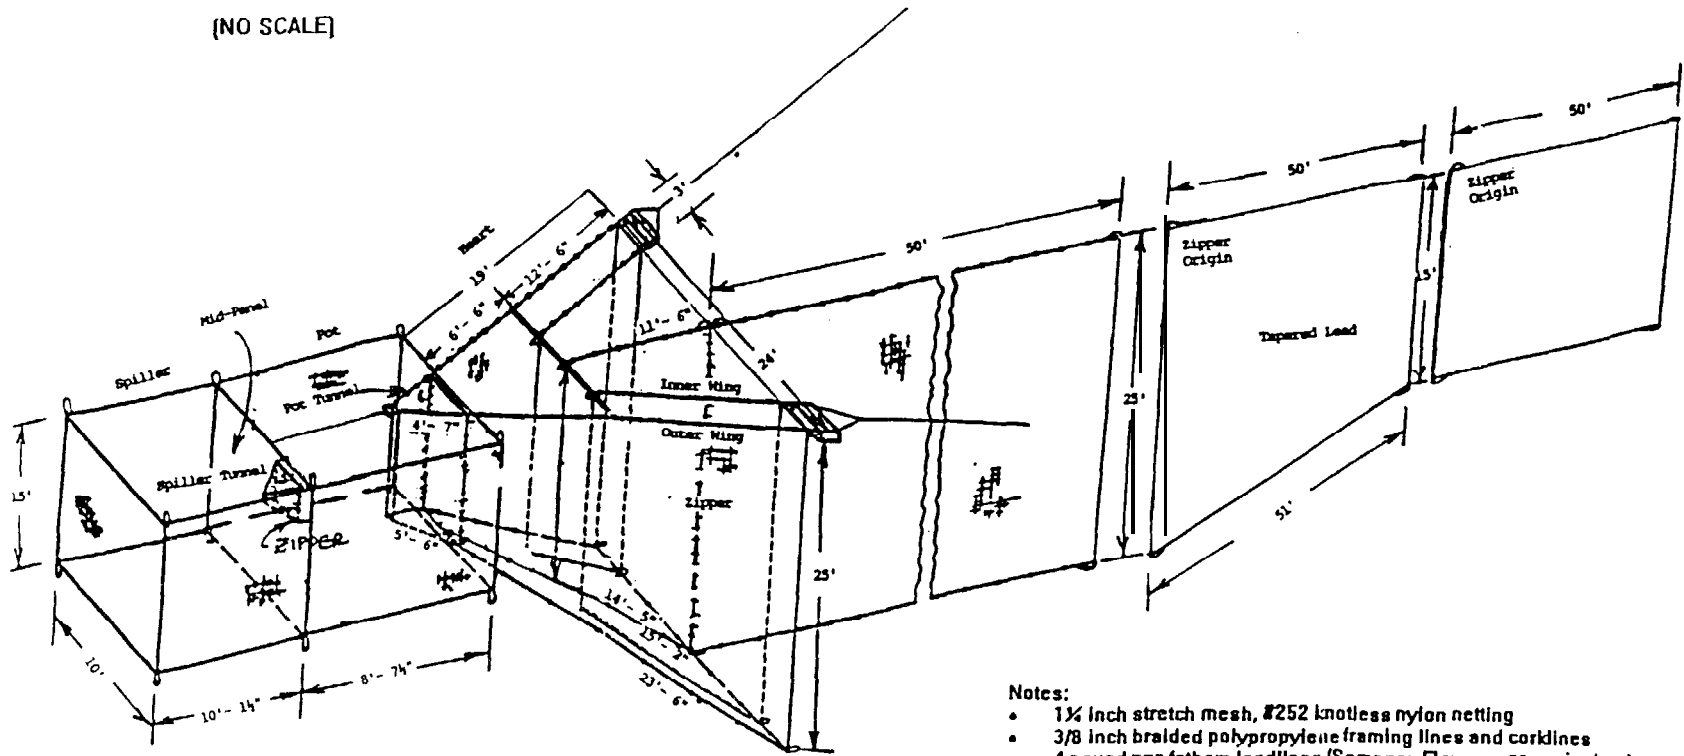 (NO SCALE)
50'
50'
Zipper
Origin
3'
Heart
50'
Zipper
Origin
19'
12'- 6"
15'
6'- 6"
Mid-Panel
Pot
11'- 6"
Tapered Lead
24'
Spiller
Pot Tunnel
Inner Wing
25'
4'- 7"
Outer Wing
Spiller Tunnel
15'
Zipper
51'
ZIPPER
5'- 6"
25'
14'- 5"
15'- 2"
10'
8'- 7½"
23'- 6"
10'- 1½"
Notes:
• 1¼ inch stretch mesh, #252 knotless nylon netting
• 3/8 inch braided polypropylene framing lines and corklines